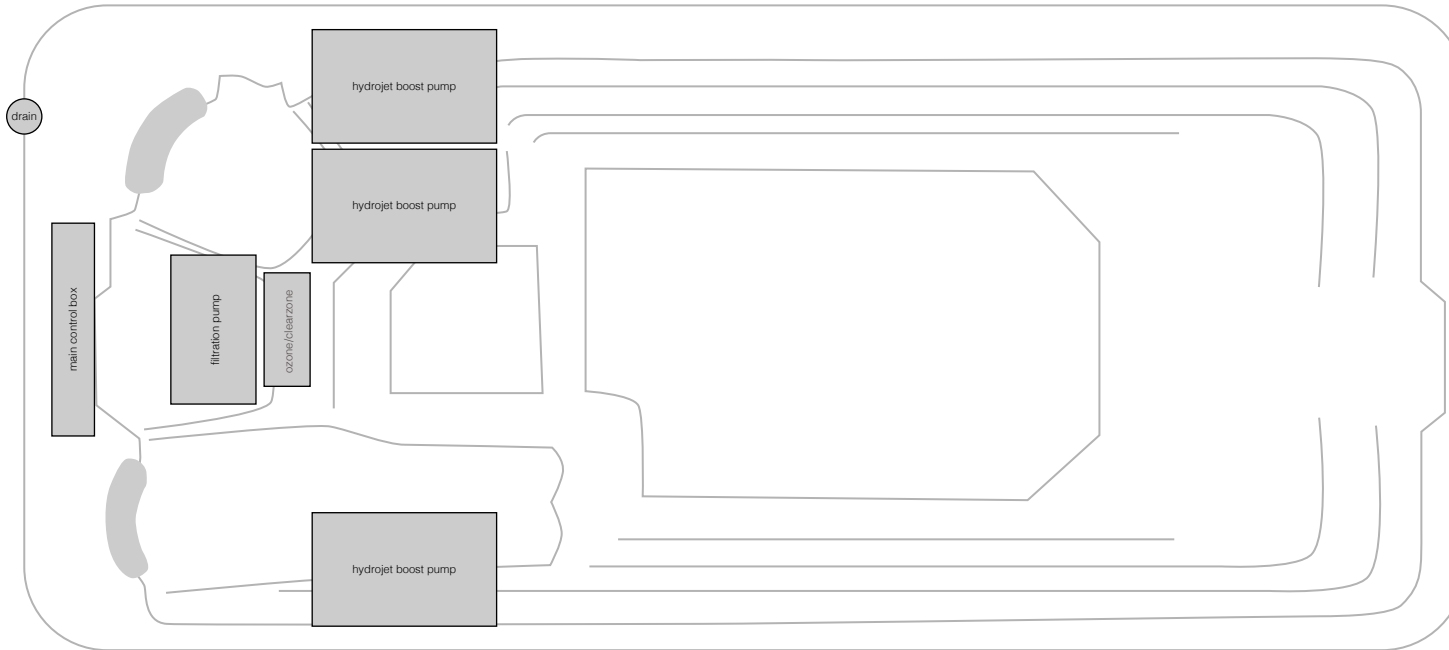 hydrojet boost pump
drain
hydrojet boost pump
main control box
filtration pump
ozone/clearzone
hydrojet boost pump